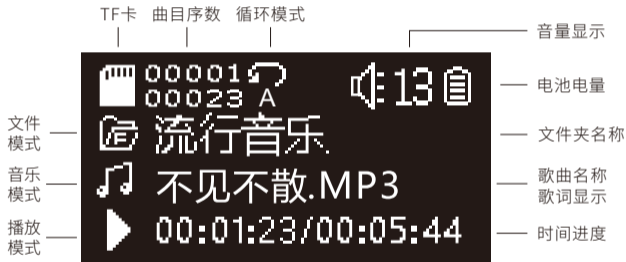 TF卡 曲目序数 循环模式
音量显示
00001
00023 A
13
电池电量
文件
模式
流行音乐
文件夹名称
音乐
模式
不见不散.MP3
歌曲名称
歌词显示
播放
模式
00:01:23/00:05:44
时间进度